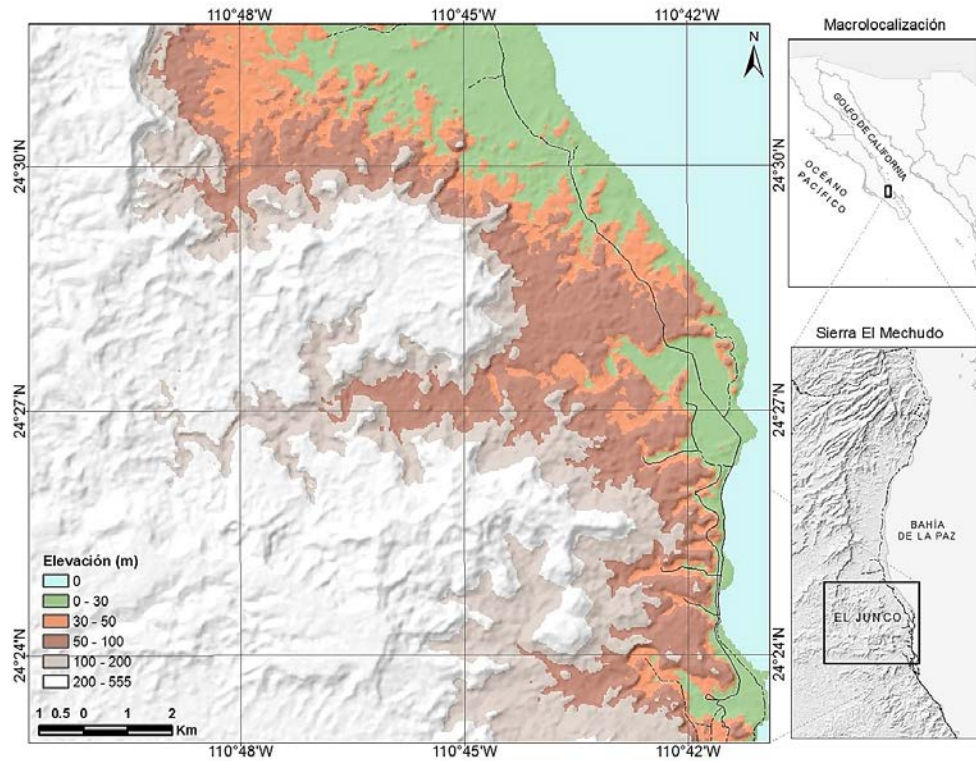 110°48'W 110°45'W 110°42'W
N
24°30'N 24°30'N
24°27'N 24°27'N
24°24'N 24°24'N
Elevación (m)
0
0 - 30
30 - 50
50 - 100
100 - 200
200 - 555
1 0.5 0 1 2
Km
110°48'W 110°45'W 110°42'W
Macrolocalización
GOLFO DE CALIFORNIA
OCÉANO
PACÍFICO
Sierra El Mechudo
BAHÍA
DE LA PAZ
EL JUNCO